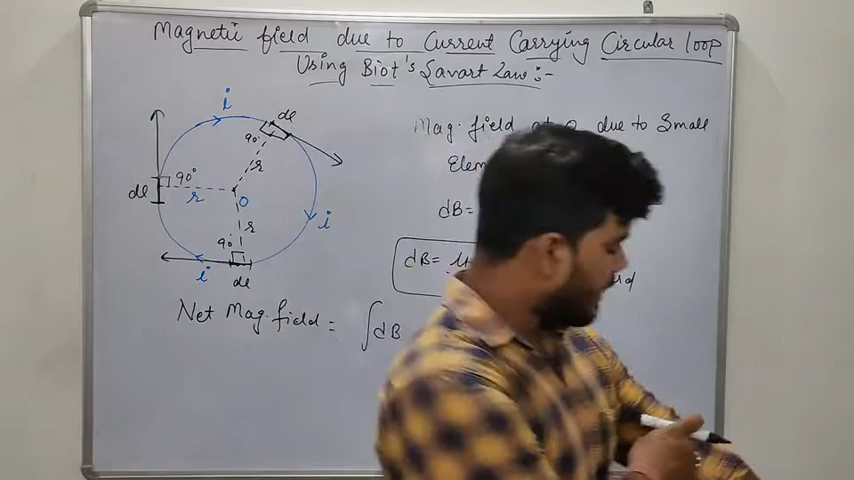 Magnetic field due to Current Carrying Circular loop
Using Biot's Savart Law :-
i
dl
90°
r
90°
dl
r
O
r
i
90°
i
dl
Mag. field at o due to Small
dB=
dB=
Net Mag. field = ∫dB